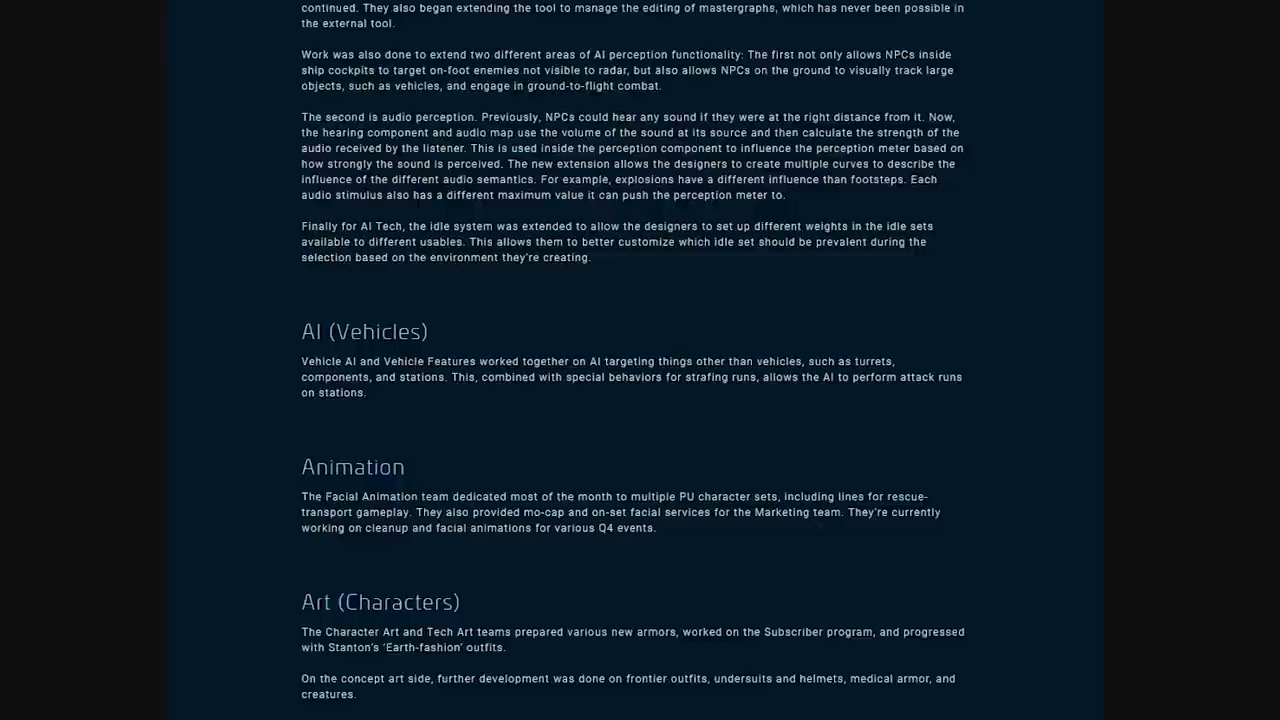 continued. They also began extending the tool to manage the editing of mastergraphs, which has never been possible in
the external tool.
Work was also done to extend two different areas of AI perception functionality: The first not only allows NPCs inside
ship cockpits to target on-foot enemies not visible to radar, but also allows NPCs on the ground to visually track large
objects, such as vehicles, and engage in ground-to-flight combat.
The second is audio perception. Previously, NPCs could hear any sound if they were at the right distance from it. Now,
the hearing component and audio map use the volume of the sound at its source and then calculate the strength of the
audio received by the listener. This is used inside the perception component to influence the perception meter based on
how strongly the sound is perceived. The new extension allows the designers to create multiple curves to describe the
influence of the different audio semantics. For example, explosions have a different influence than footsteps. Each
audio stimulus also has a different maximum value it can push the perception meter to.
Finally for AI Tech, the idle system was extended to allow the designers to set up different weights in the idle sets
available to different usables. This allows them to better customize which idle set should be prevalent during the
selection based on the environment they're creating.
AI (Vehicles)
Vehicle AI and Vehicle Features worked together on AI targeting things other than vehicles, such as turrets,
components, and stations. This, combined with special behaviors for strafing runs, allows the AI to perform attack runs
on stations.
Animation
The Facial Animation team dedicated most of the month to multiple PU character sets, including lines for rescue-
transport gameplay. They also provided mo-cap and on-set facial services for the Marketing team. They're currently
working on cleanup and facial animations for various Q4 events.
Art (Characters)
The Character Art and Tech Art teams prepared various new armors, worked on the Subscriber program, and progressed
with Stanton's 'Earth-fashion' outfits.
On the concept art side, further development was done on frontier outfits, undersuits and helmets, medical armor, and
creatures.